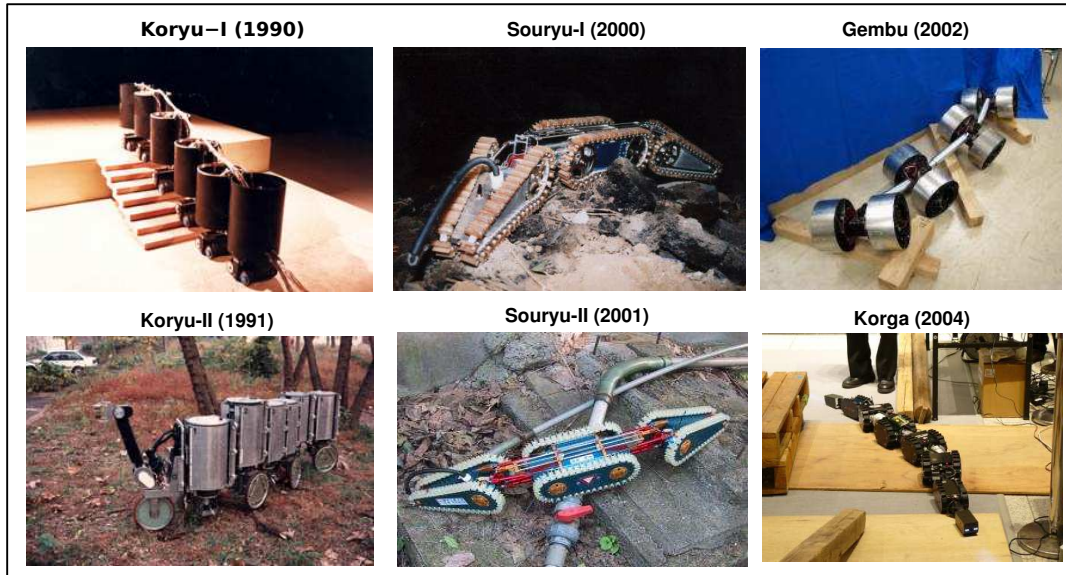 Koryu–I (1990)
Souryu-I (2000)
Gembu (2002)
Koryu-II (1991)
Souryu-II (2001)
Korga (2004)